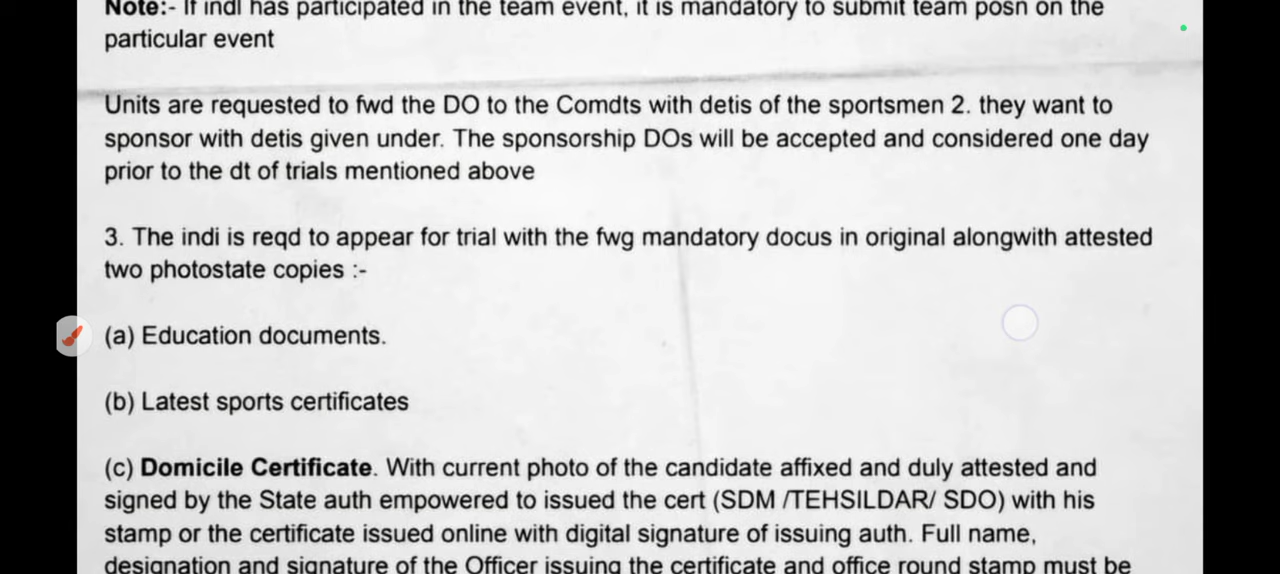 Note:- If indl has participated in the team event, it is mandatory to submit team posn on the
particular event
Units are requested to fwd the DO to the Comdts with detis of the sportsmen 2. they want to
sponsor with detis given under. The sponsorship DOs will be accepted and considered one day
prior to the dt of trials mentioned above
3. The indi is reqd to appear for trial with the fwg mandatory docus in original alongwith attested
two photostate copies :-
(a) Education documents.
(b) Latest sports certificates
(c) Domicile Certificate. With current photo of the candidate affixed and duly attested and
signed by the State auth empowered to issued the cert (SDM /TEHSILDAR/ SDO) with his
stamp or the certificate issued online with digital signature of issuing auth. Full name,
designation and signature of the Officer issuing the certificate and office round stamp must be